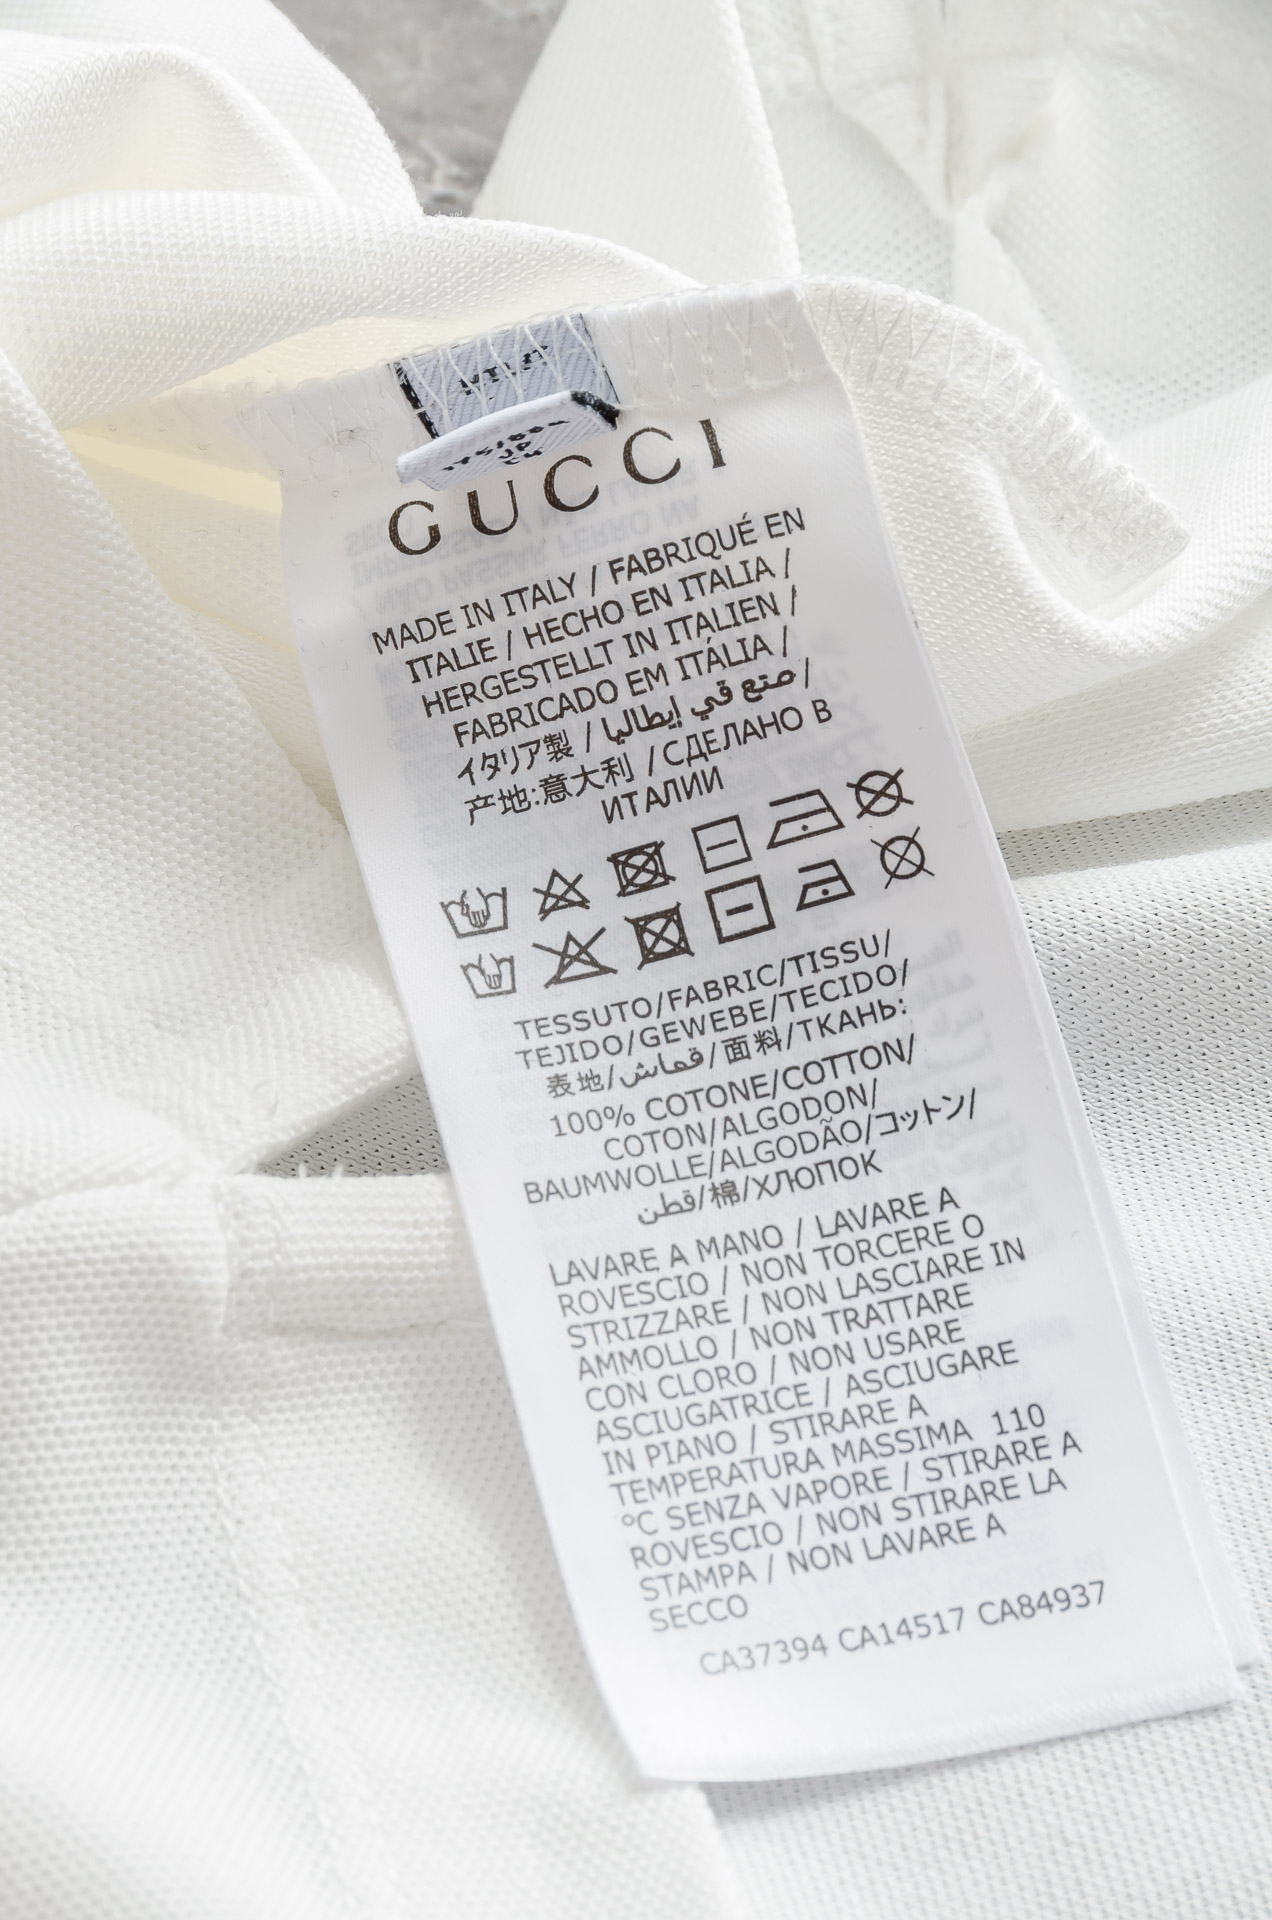 GUCCI
MADE IN ITALY / FABRIQUÉ EN
ITALIE / HECHO EN ITALIA /
HERGESTELLT IN ITALIEN /
FABRICADO EM ITÁLIA /
صنع في إيطاليا /
イタリア製 / СДЕЛАНО В
产地:意大利 / ИТАЛИИ
TESSUTO/FABRIC/TISSU/
TEJIDO/GEWEBE/TECIDO/
表地/قماش/面料/ТКАНЬ:
100% COTONE/COTTON/
COTON/ALGODON/
BAUMWOLLE/ALGODÃO/コットン/
قطن/棉/ХЛОПОК
LAVARE A MANO / LAVARE A
ROVESCIO / NON TORCERE O
STRIZZARE / NON LASCIARE IN
AMMOLLO / NON TRATTARE
CON CLORO / NON USARE
ASCIUGATRICE / ASCIUGARE
IN PIANO / STIRARE A
TEMPERATURA MASSIMA 110
°C SENZA VAPORE / STIRARE A
ROVESCIO / NON STIRARE LA
STAMPA / NON LAVARE A
SECCO
CA37394 CA14517 CA84937